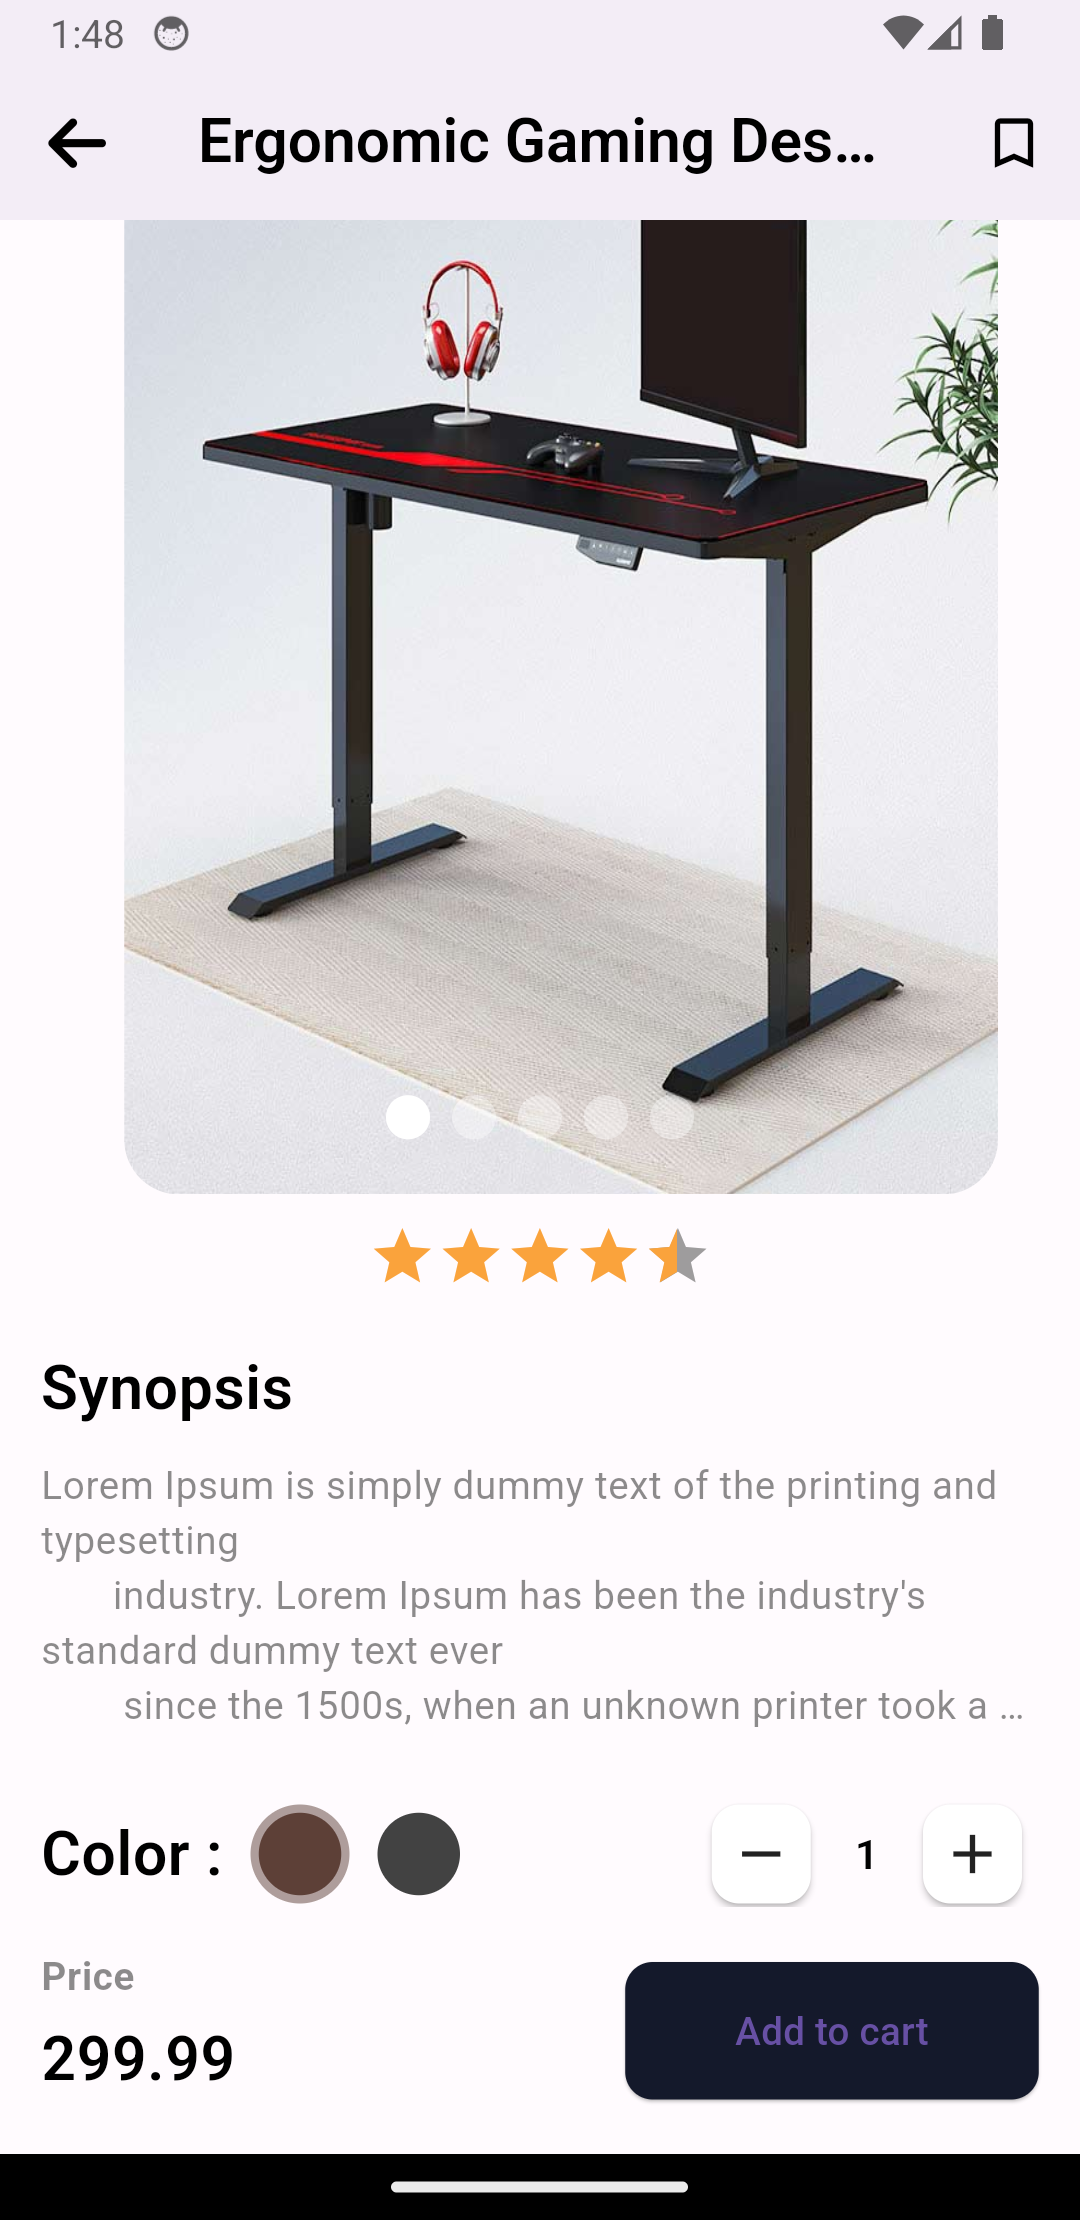 1:48
Ergonomic Gaming Des...
Synopsis
Lorem Ipsum is simply dummy text of the printing and
typesetting
industry. Lorem Ipsum has been the industry's
standard dummy text ever
since the 1500s, when an unknown printer took a ...
Color :
1
Price
299.99
Add to cart